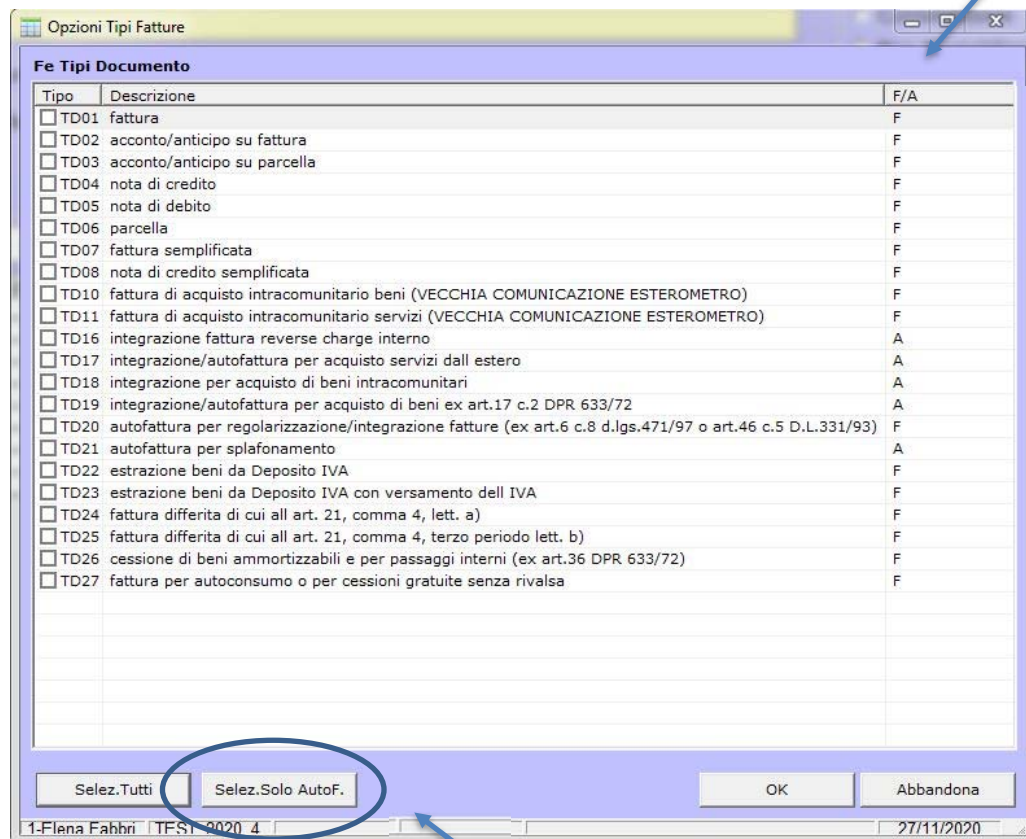 Opzioni Tipi Fatture
Fe Tipi Documento
Tipo Descrizione F/A
TD01 fattura F
TD02 acconto/anticipo su fattura F
TD03 acconto/anticipo su parcella F
TD04 nota di credito F
TD05 nota di debito F
TD06 parcella F
TD07 fattura semplificata F
TD08 nota di credito semplificata F
TD10 fattura di acquisto intracomunitario beni (VECCHIA COMUNICAZIONE ESTEROMETRO) F
TD11 fattura di acquisto intracomunitario servizi (VECCHIA COMUNICAZIONE ESTEROMETRO) F
TD16 integrazione fattura reverse charge interno A
TD17 integrazione/autofattura per acquisto servizi dall estero A
TD18 integrazione per acquisto di beni intracomunitari A
TD19 integrazione/autofattura per acquisto di beni ex art.17 c.2 DPR 633/72 A
TD20 autofattura per regolarizzazione/integrazione fatture (ex art.6 c.8 d.lgs.471/97 o art.46 c.5 D.L.331/93) F
TD21 autofattura per splafonamento A
TD22 estrazione beni da Deposito IVA F
TD23 estrazione beni da Deposito IVA con versamento dell IVA F
TD24 fattura differita di cui all art. 21, comma 4, lett. a) F
TD25 fattura differita di cui all art. 21, comma 4, terzo periodo lett. b) F
TD26 cessione di beni ammortizzabili e per passaggi interni (ex art.36 DPR 633/72) F
TD27 fattura per autoconsumo o per cessioni gratuite senza rivalsa F
Selez.Tutti Selez.Solo AutoF. OK Abbandona
1-Elena Fabbri TEST 2020 4 27/11/2020